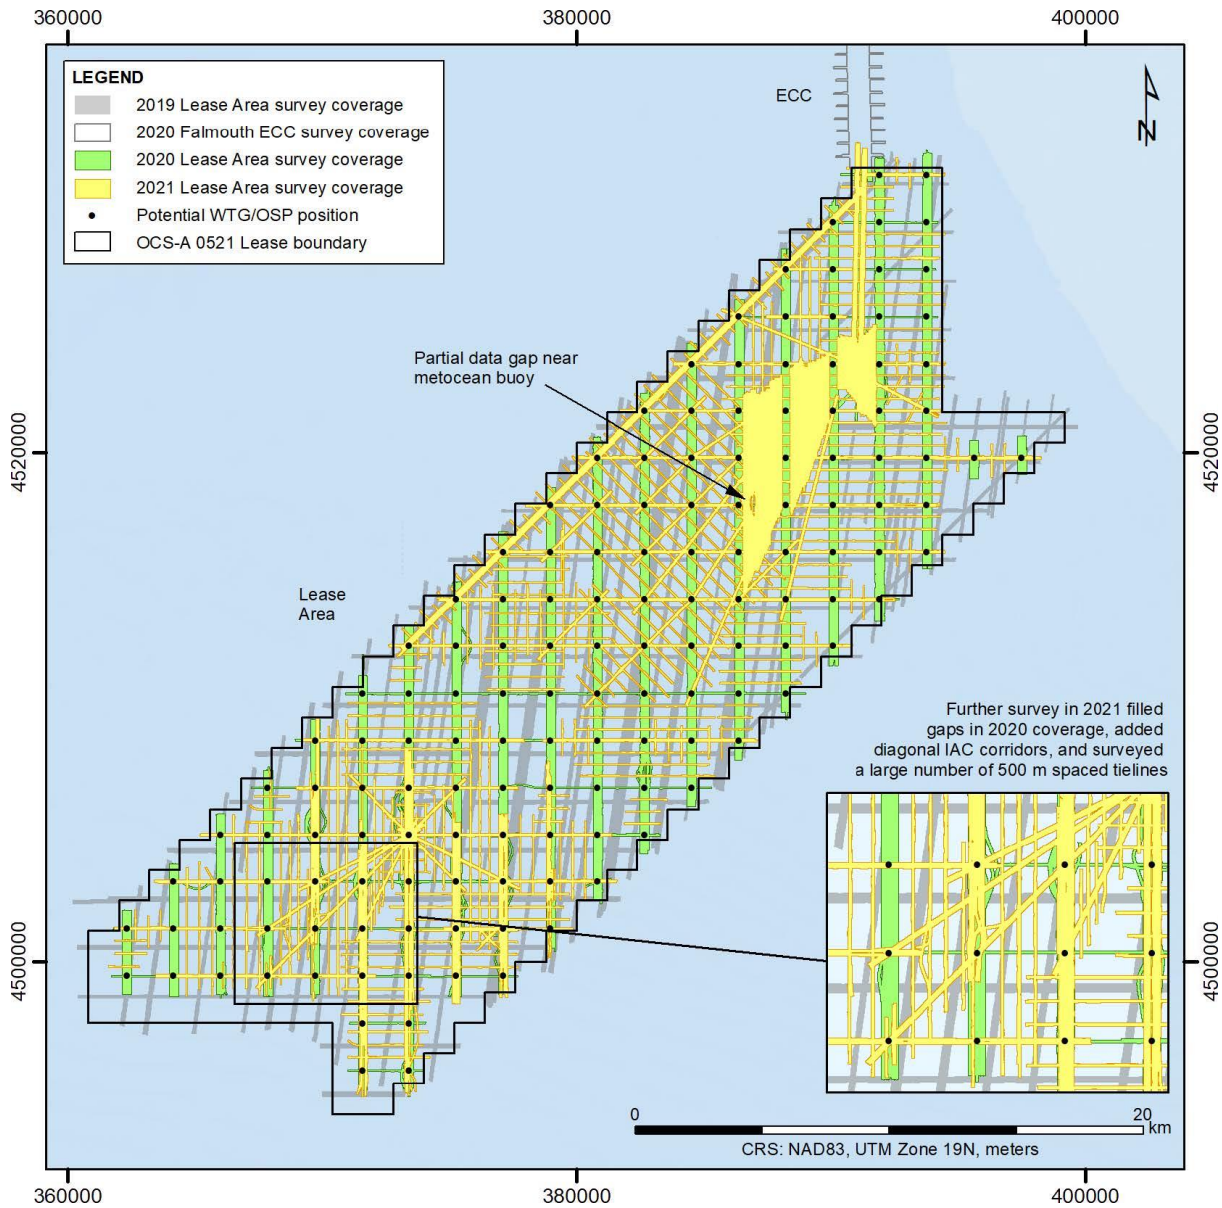 360000
380000
400000
LEGEND
2019 Lease Area survey coverage
2020 Falmouth ECC survey coverage
2020 Lease Area survey coverage
2021 Lease Area survey coverage
Potential WTG/OSP position
OCS-A 0521 Lease boundary
ECC
N
Partial data gap near
metocean buoy
4520000
4520000
Lease
Area
Further survey in 2021 filled
gaps in 2020 coverage, added
diagonal IAC corridors, and surveyed
a large number of 500 m spaced tielines
4500000
4500000
0
20
km
CRS: NAD83, UTM Zone 19N, meters
360000
380000
400000